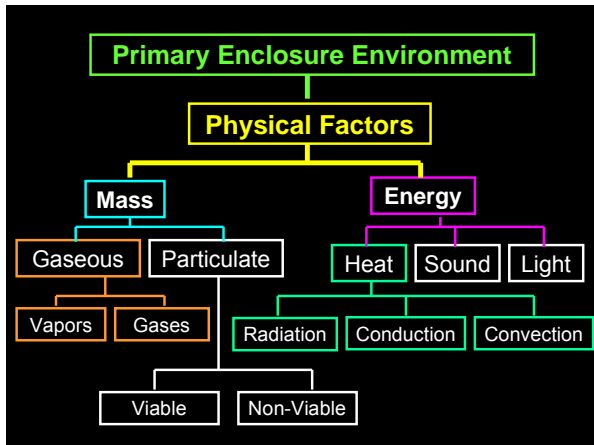 Primary Enclosure Environment
Physical Factors
Mass
Energy
Gaseous
Particulate
Heat
Sound
Light
Vapors
Gases
Radiation
Conduction
Convection
Viable
Non-Viable